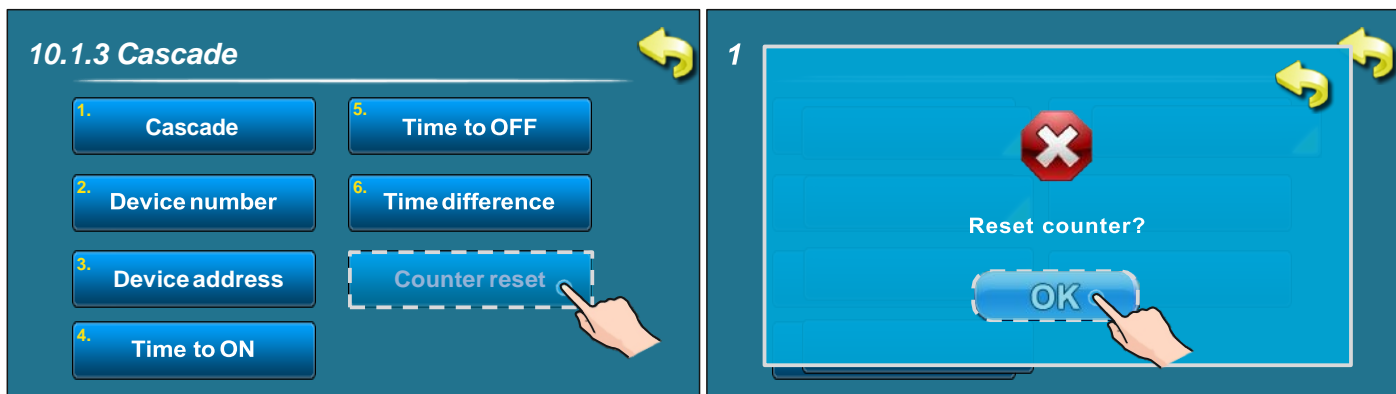 10.1.3 Cascade
1. Cascade
2. Device number
3. Device address
4. Time to ON
5. Time to OFF
6. Time difference
Counter reset
1
Reset counter?
OK